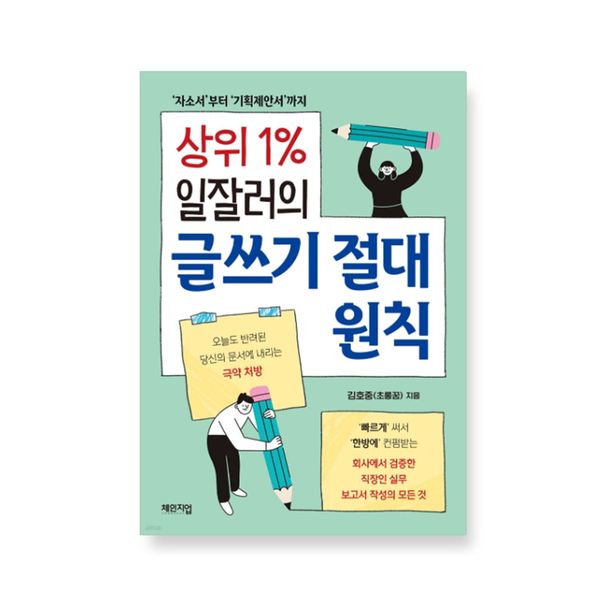 ‘자소서’부터 ‘기획제안서’까지
상위 1%
일잘러의
글쓰기 절대
원칙
오늘도 반려된
당신의 문서에 내리는
극약 처방
김호중(초롱꿈) 지음
‘빠르게’ 써서
‘한방에’ 컨펌받는
회사에서 검증한
직장인 실무
보고서 작성의 모든 것
체인지업